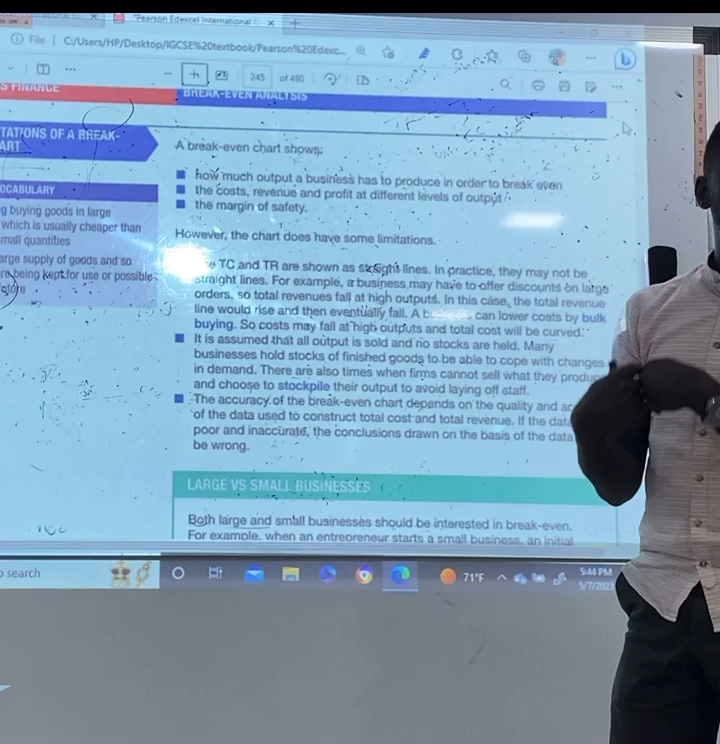 "Pearson Edexcel International
File C:/Users/HP/Desktop/IGCSE%20textbook/Pearson%20Edexc...
245 of 490
S FINANCE
BREAK-EVEN ANALYSIS
TATIONS OF A BREAK-
ART
OCABULARY
g buying goods in large
which is usually cheaper than
mall quantities
arge supply of goods and so
re being kept for use or possible
A break-even chart shows:
how much output a business has to produce in order to break even
the costs, revenue and profit at different levels of output
the margin of safety.
However, the chart does have some limitations.
TC and TR are shown as straight lines. In practice, they may not be
straight lines. For example, a business may have to offer discounts on large
orders, so total revenues fall at high outputs. In this case, the total revenue
line would rise and then eventually fall. A can lower costs by bulk
buying. So costs may fall at high outputs and total cost will be curved.
It is assumed that all output is sold and no stocks are held. Many
businesses hold stocks of finished goods to be able to cope with changes
in demand. There are also times when firms cannot sell what they produc
and choose to stockpile their output to avoid laying off staff.
The accuracy of the break-even chart depends on the quality and ac
of the data used to construct total cost and total revenue. If the data
poor and inaccurate, the conclusions drawn on the basis of the data
be wrong.
LARGE VS SMALL BUSINESSES
Both large and small businesses should be interested in break-even.
For example, when an entrepreneur starts a small business, an initial
search
71°F
5:44 PM
5/7/2023